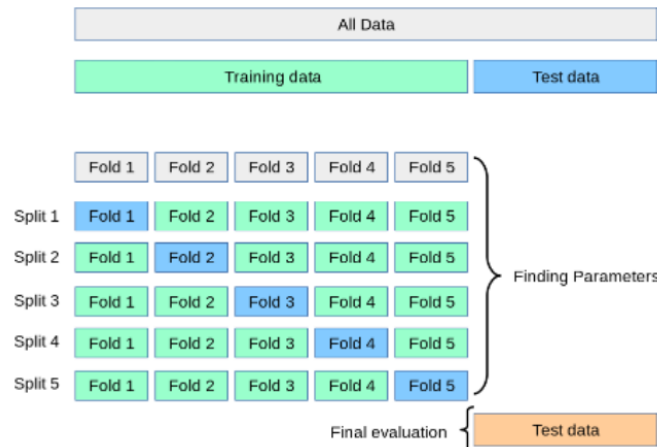 All Data
Training data Test data
Fold 1 Fold 2 Fold 3 Fold 4 Fold 5
Split 1 Fold 1 Fold 2 Fold 3 Fold 4 Fold 5
Split 2 Fold 1 Fold 2 Fold 3 Fold 4 Fold 5
Finding Parameters
Split 3 Fold 1 Fold 2 Fold 3 Fold 4 Fold 5
Split 4 Fold 1 Fold 2 Fold 3 Fold 4 Fold 5
Split 5 Fold 1 Fold 2 Fold 3 Fold 4 Fold 5
Final evaluation Test data